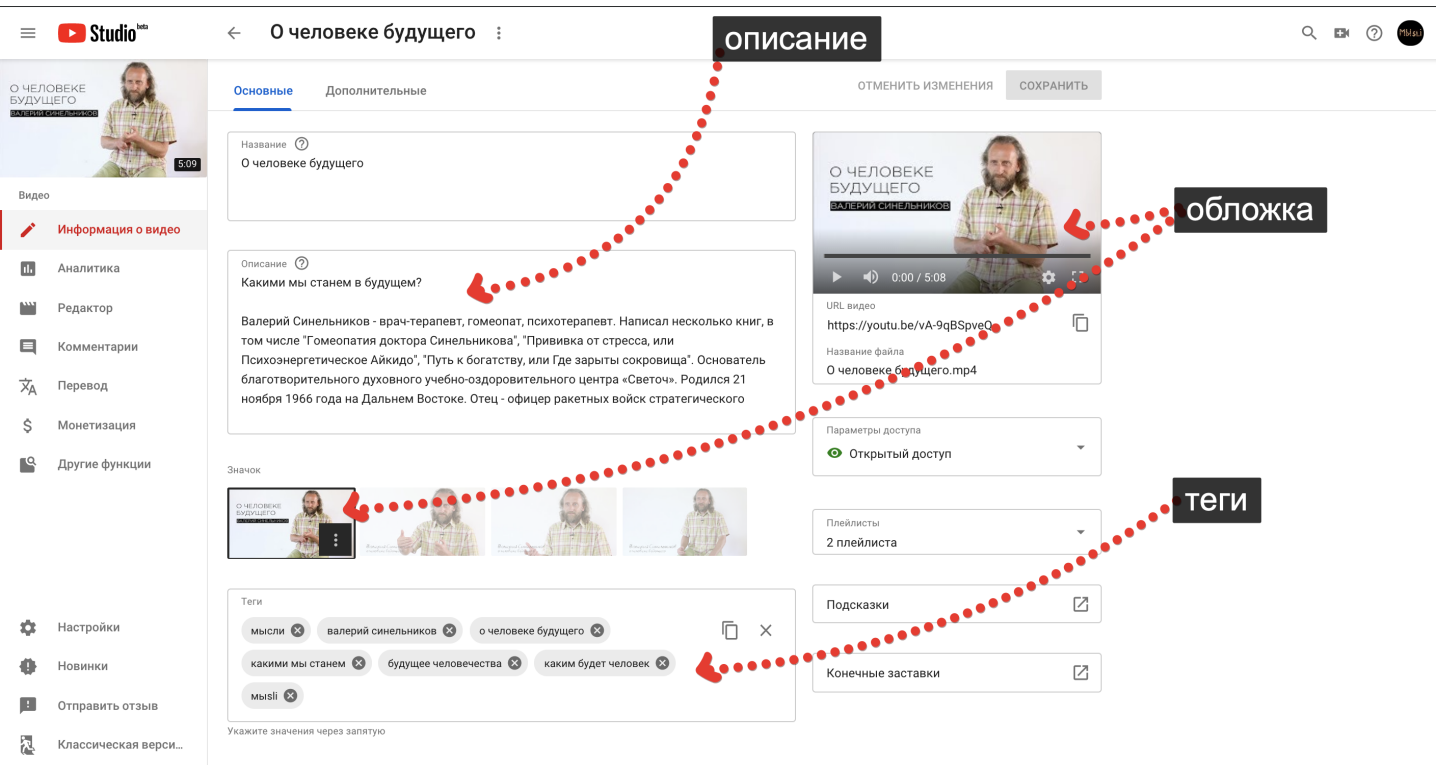 Studio beta
О человеке будущего
описание
Мыsli
О ЧЕЛОВЕКЕ
БУДУЩЕГО
ВАЛЕРИЙ СИНЕЛЬНИКОВ
5:09
Видео
Информация о видео
Аналитика
Редактор
Комментарии
Перевод
Монетизация
Другие функции
Настройки
Новинки
Отправить отзыв
Классическая верси...
Основные
Дополнительные
ОТМЕНИТЬ ИЗМЕНЕНИЯ
СОХРАНИТЬ
Название
О человеке будущего
Описание
Какими мы станем в будущем?
Валерий Синельников - врач-терапевт, гомеопат, психотерапевт. Написал несколько книг, в
том числе "Гомеопатия доктора Синельникова", "Прививка от стресса, или
Психоэнергетическое Айкидо", "Путь к богатству, или Где зарыты сокровища". Основатель
благотворительного духовного учебно-оздоровительного центра «Светоч». Родился 21
ноября 1966 года на Дальнем Востоке. Отец - офицер ракетных войск стратегического
Значок
О ЧЕЛОВЕКЕ
БУДУЩЕГО
ВАЛЕРИЙ СИНЕЛЬНИКОВ
Теги
мысли
валерий синельников
о человеке будущего
какими мы станем
будущее человечества
каким будет человек
мыsli
Укажите значения через запятую
О ЧЕЛОВЕКЕ
БУДУЩЕГО
ВАЛЕРИЙ СИНЕЛЬНИКОВ
0:00 / 5:08
обложка
URL видео
https://youtu.be/vA-9qBSpveQ
Название файла
О человеке будущего.mp4
Параметры доступа
Открытый доступ
теги
Плейлисты
2 плейлиста
Подсказки
Конечные заставки